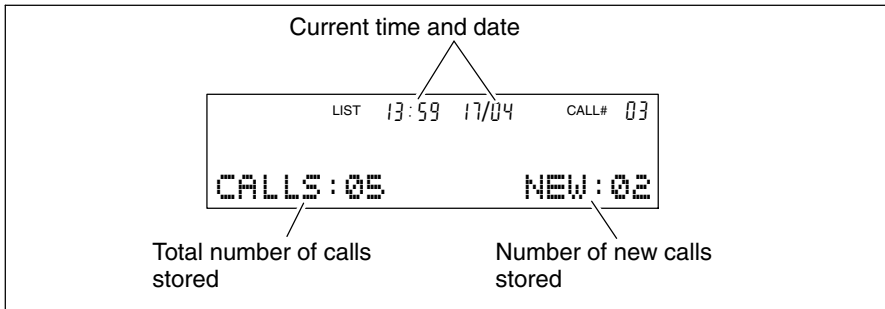 Current time and date
LIST 13:59 17/04 CALL# 03
CALLS:05 NEW:02
Total number of calls
stored
Number of new calls
stored